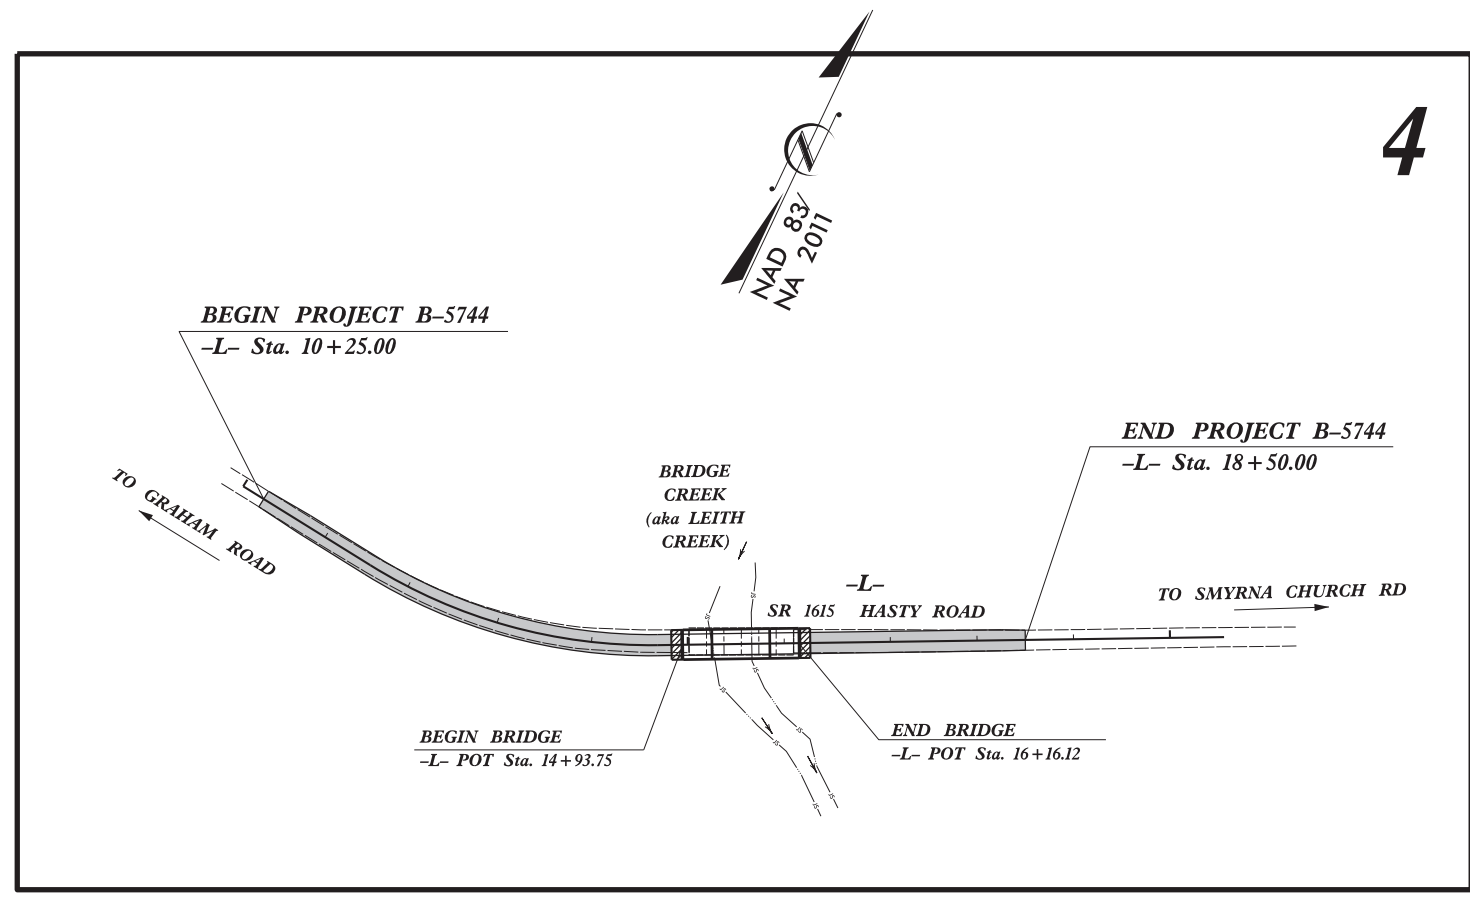 4
NAD 83/
NA 2011
BEGIN PROJECT B–5744
–L– Sta. 10+25.00
END PROJECT B–5744
–L– Sta. 18+50.00
TO GRAHAM ROAD
BRIDGE
CREEK
(aka LEITH
CREEK)
–L–
SR 1615 HASTY ROAD
TO SMYRNA CHURCH RD
BEGIN BRIDGE
–L– POT Sta. 14+93.75
END BRIDGE
–L– POT Sta. 16+16.12